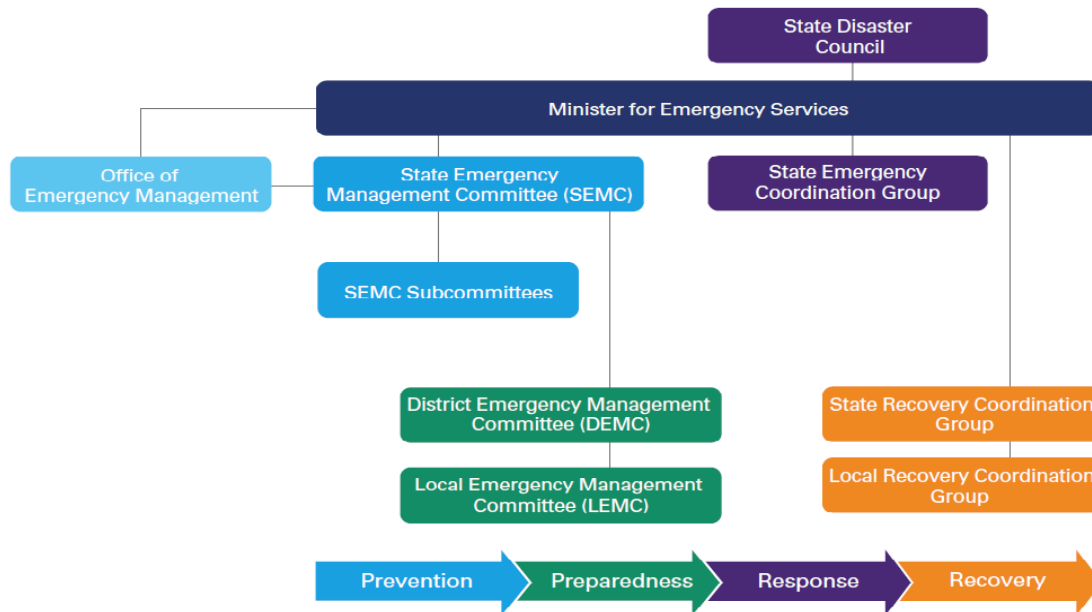 State Disaster
Council
Minister for Emergency Services
Office of
Emergency Management
State Emergency
Management Committee (SEMC)
State Emergency
Coordination Group
SEMC Subcommittees
District Emergency Management
Committee (DEMC)
State Recovery Coordination
Group
Local Emergency Management
Committee (LEMC)
Local Recovery Coordination
Group
Prevention
Preparedness
Response
Recovery